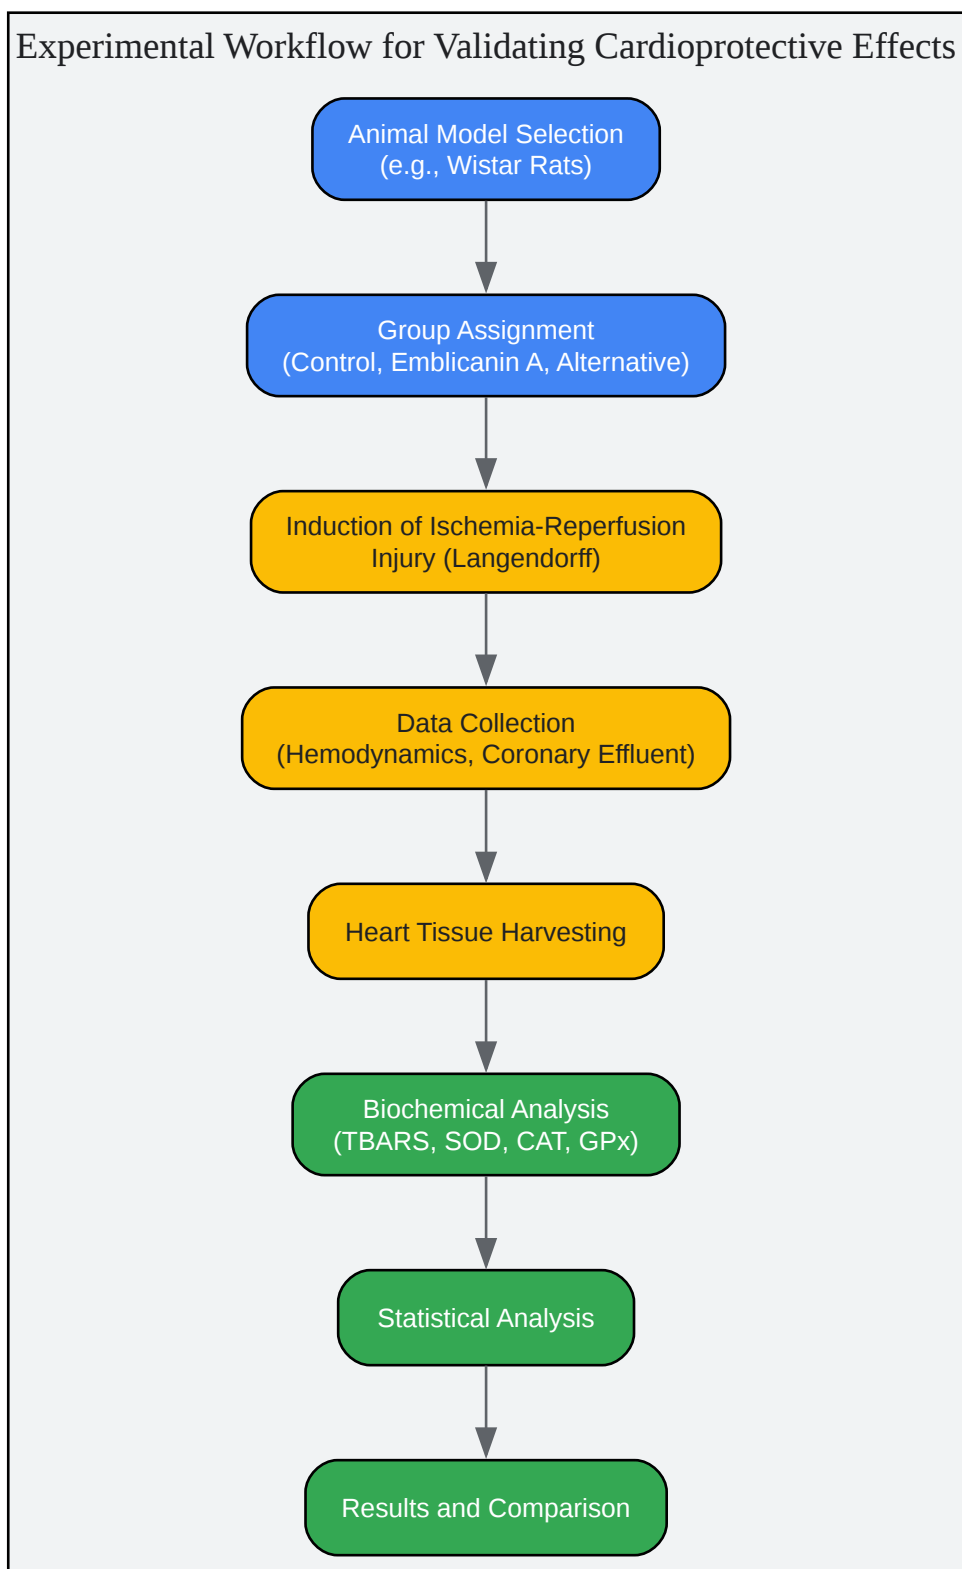 Experimental Workflow for Validating Cardioprotective Effects
Animal Model Selection
(e.g., Wistar Rats)
Group Assignment
(Control, Emblicanin A, Alternative)
Induction of Ischemia-Reperfusion
Injury (Langendorff)
Data Collection
(Hemodynamics, Coronary Effluent)
Heart Tissue Harvesting
Biochemical Analysis
(TBARS, SOD, CAT, GPx)
Statistical Analysis
Results and Comparison